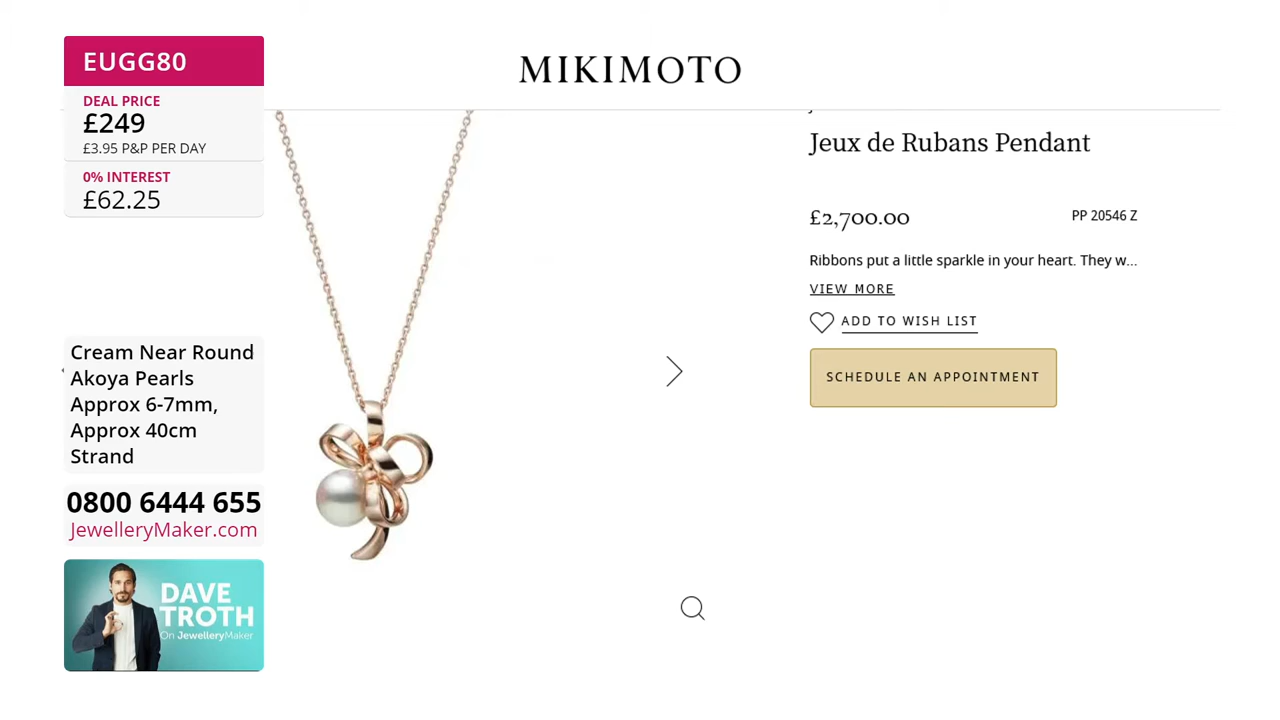 EUGG80
DEAL PRICE
£249
£3.95 P&P PER DAY
0% INTEREST
£62.25
Cream Near Round
Akoya Pearls
Approx 6-7mm,
Approx 40cm
Strand
0800 6444 655
JewelleryMaker.com
DAVE
TROTH
On JewelleryMaker
MIKIMOTO
Jeux de Rubans Pendant
£2,700.00
PP 20546 Z
Ribbons put a little sparkle in your heart. They w...
VIEW MORE
ADD TO WISH LIST
SCHEDULE AN APPOINTMENT